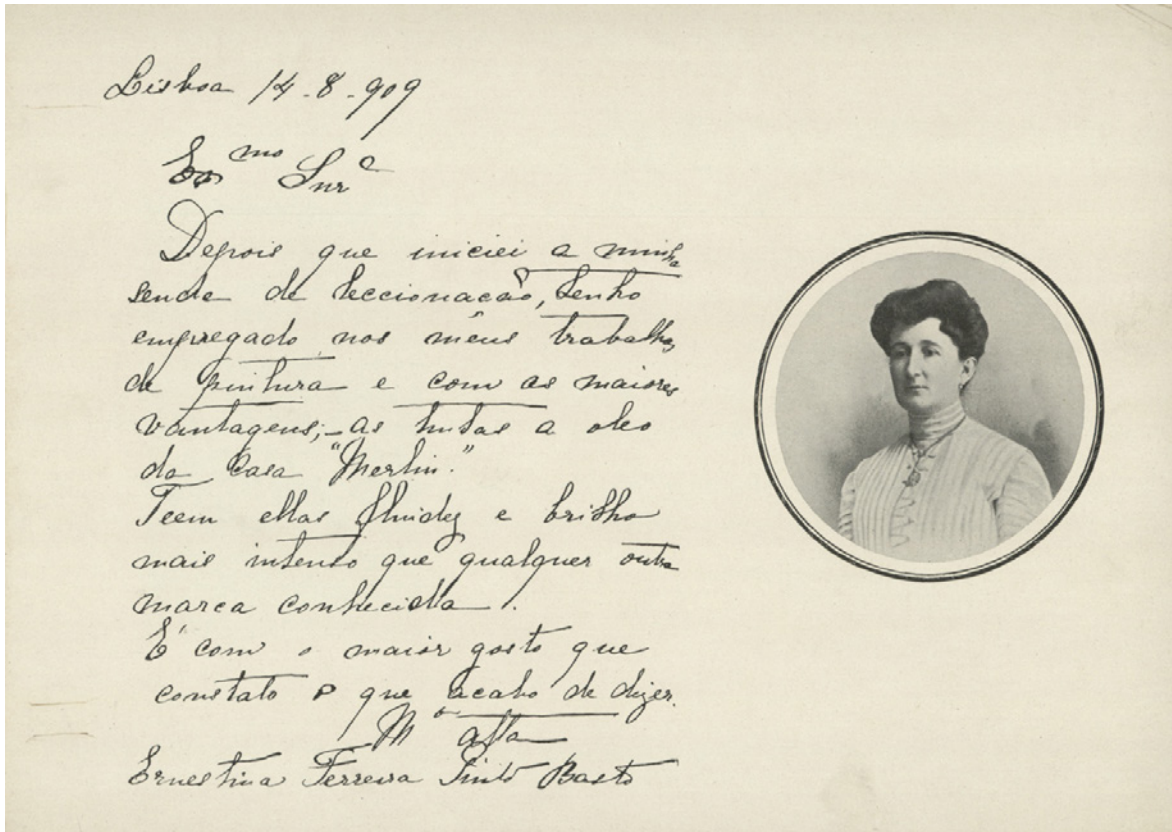 Lisboa 14-8-909
Ex.mo Snr.e
Depois que iniciei a minha
senda de leccionação, tenho
empregado nos mêus trabalhos
de pintura e com as maiores
vantagens; - as tintas a oleo
da Casa "Merlin."
Teem ellas fluidez e brilho
mais intenso que qualquer outra
marca conhecida.
É com o maior gosto que
constato o que acabo de dizer.
M.to att.a
Ernestina Ferreira Pinto Basto